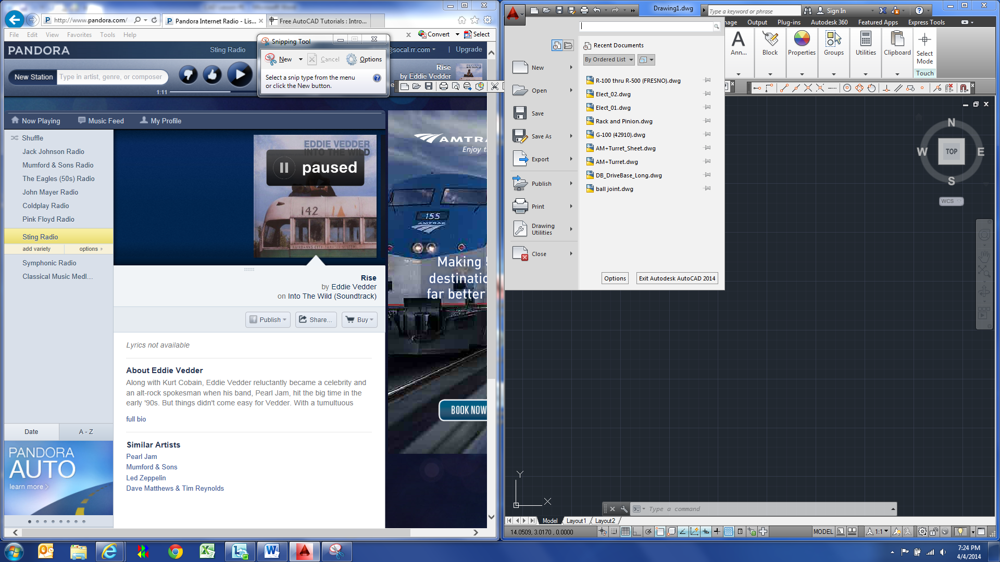 http://www.pandora.com/
Pandora Internet Radio - Lis...
Free AutoCAD Tutorials : Intro...
File Edit View Favorites Tools Help
Convert
Select
PANDORA
Sting Radio
@socal.rr.com
Upgrade
New Station
Type in artist, genre, or composer
1:11
Rise
by Eddie Vedder
Snipping Tool
New
Cancel
Options
Select a snip type from the menu
or click the New button.
Now Playing
Music Feed
My Profile
Shuffle
Jack Johnson Radio
Mumford & Sons Radio
The Eagles (50s) Radio
John Mayer Radio
Coldplay Radio
Pink Floyd Radio
Sting Radio
add variety
options
Symphonic Radio
Classical Music Medl...
Date
A - Z
PANDORA
AUTO
learn more >
EDDIE VEDDER
INTO THE WILD
paused
142
FAIRBANKS CITY TRANSIT SYSTEM
Rise
by Eddie Vedder
on Into The Wild (Soundtrack)
Publish
Share...
Buy
Lyrics not available
About Eddie Vedder
Along with Kurt Cobain, Eddie Vedder reluctantly became a celebrity and
an alt-rock spokesman when his band, Pearl Jam, hit the big time in the
early '90s. But things didn't come easy for Vedder. With a tumultuous
full bio
Similar Artists
Pearl Jam
Mumford & Sons
Led Zeppelin
Dave Matthews & Tim Reynolds
AMTRA
Enjoy t
155
AMTRAK
Making 5
destinatio
far better
BOOK NOW
Drawing1.dwg
Type a keyword or phrase
Sign In
nage
Output
Plug-ins
Autodesk 360
Featured Apps
Express Tools
Ann...
Block
Properties
Groups
Utilities
Clipboard
Select
Mode
Touch
New
Open
Save
Save As
Export
Publish
Print
Drawing
Utilities
Close
Recent Documents
By Ordered List
R-100 thru R-500 (FRESNO).dwg
Elect_02.dwg
Elect_01.dwg
Rack and Pinion.dwg
G-100 (42910).dwg
AM+Turret_Sheet.dwg
AM+Turret.dwg
DB_DriveBase_Long.dwg
ball joint.dwg
Options
Exit Autodesk AutoCAD 2014
N
W
TOP
E
S
WCS
Y
X
Type a command
Model
Layout1
Layout2
14.0509, 3.0170 , 0.0000
MODEL
1:1
7:24 PM
4/4/2014